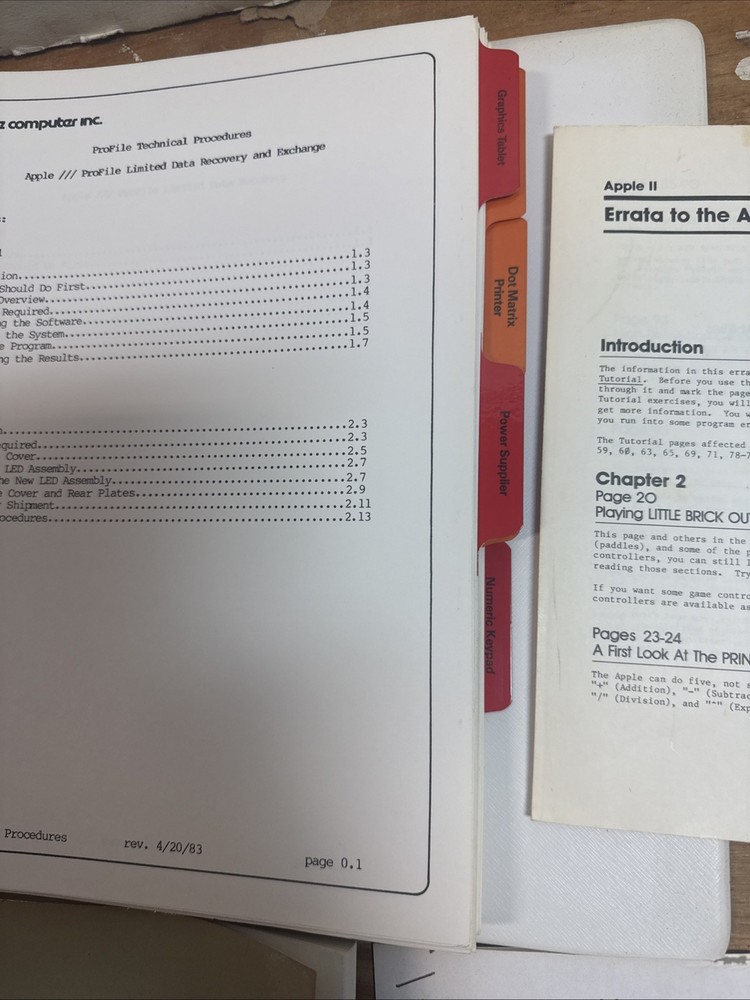 computer inc.
ProFile Technical Procedures
Apple /// ProFile Limited Data Recovery and Exchange
:
1.3
ion 1.3
Should Do First 1.3
Overview 1.4
Required 1.4
ng the Software 1.5
the System 1.5
e Program 1.7
ng the Results
2.3
quired 2.3
Cover 2.5
LED Assembly 2.7
he New LED Assembly 2.7
e Cover and Rear Plates 2.9
Shipment 2.11
ocedures 2.13
Procedures rev. 4/20/83 page 0.1
Graphics Tablet
Dot Matrix
Printer
Power Supplier
Numeric Keypad
Apple II
Errata to the A
Introduction
The information in this erra
Tutorial. Before you use th
through it and mark the page
Tutorial exercises, you will
get more information. You w
you run into some program er
The Tutorial pages affected
59, 60, 63, 65, 69, 71, 78-7
Chapter 2
Page 20
Playing LITTLE BRICK OU
This page and others in the
(paddles), and some of the p
controllers, you can still l
reading those sections. Try
If you want some game contro
controllers are available as
Pages 23-24
A First Look At The PRIN
The Apple can do five, not s
"+" (Addition), "-" (Subtrac
"/" (Division), and "^" (Exp